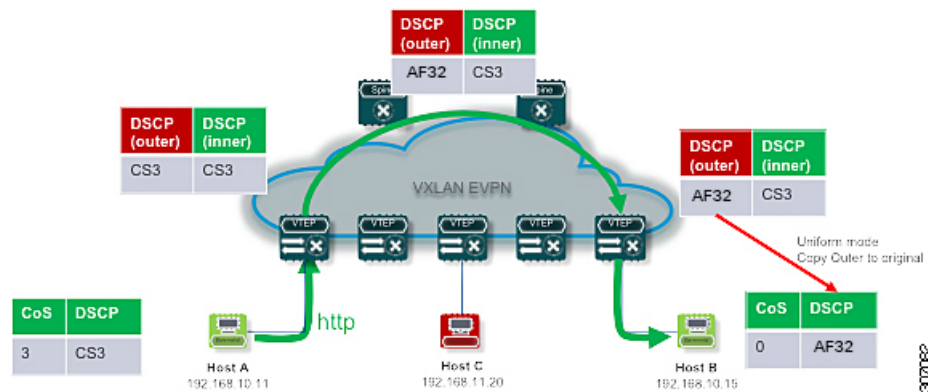 DSCP (outer) DSCP (inner)
AF32 CS3
Spine Spine
DSCP (outer) DSCP (inner)
CS3 CS3
DSCP (outer) DSCP (inner)
AF32 CS3
VXLAN EVPN
VTEP VTEP VTEP VTEP VTEP
Uniform mode
Copy Outer to original
CoS DSCP
3 CS3
http
CoS DSCP
0 AF32
Host A
192.168.10.11
Host C
192.168.11.20
Host B
192.168.10.15